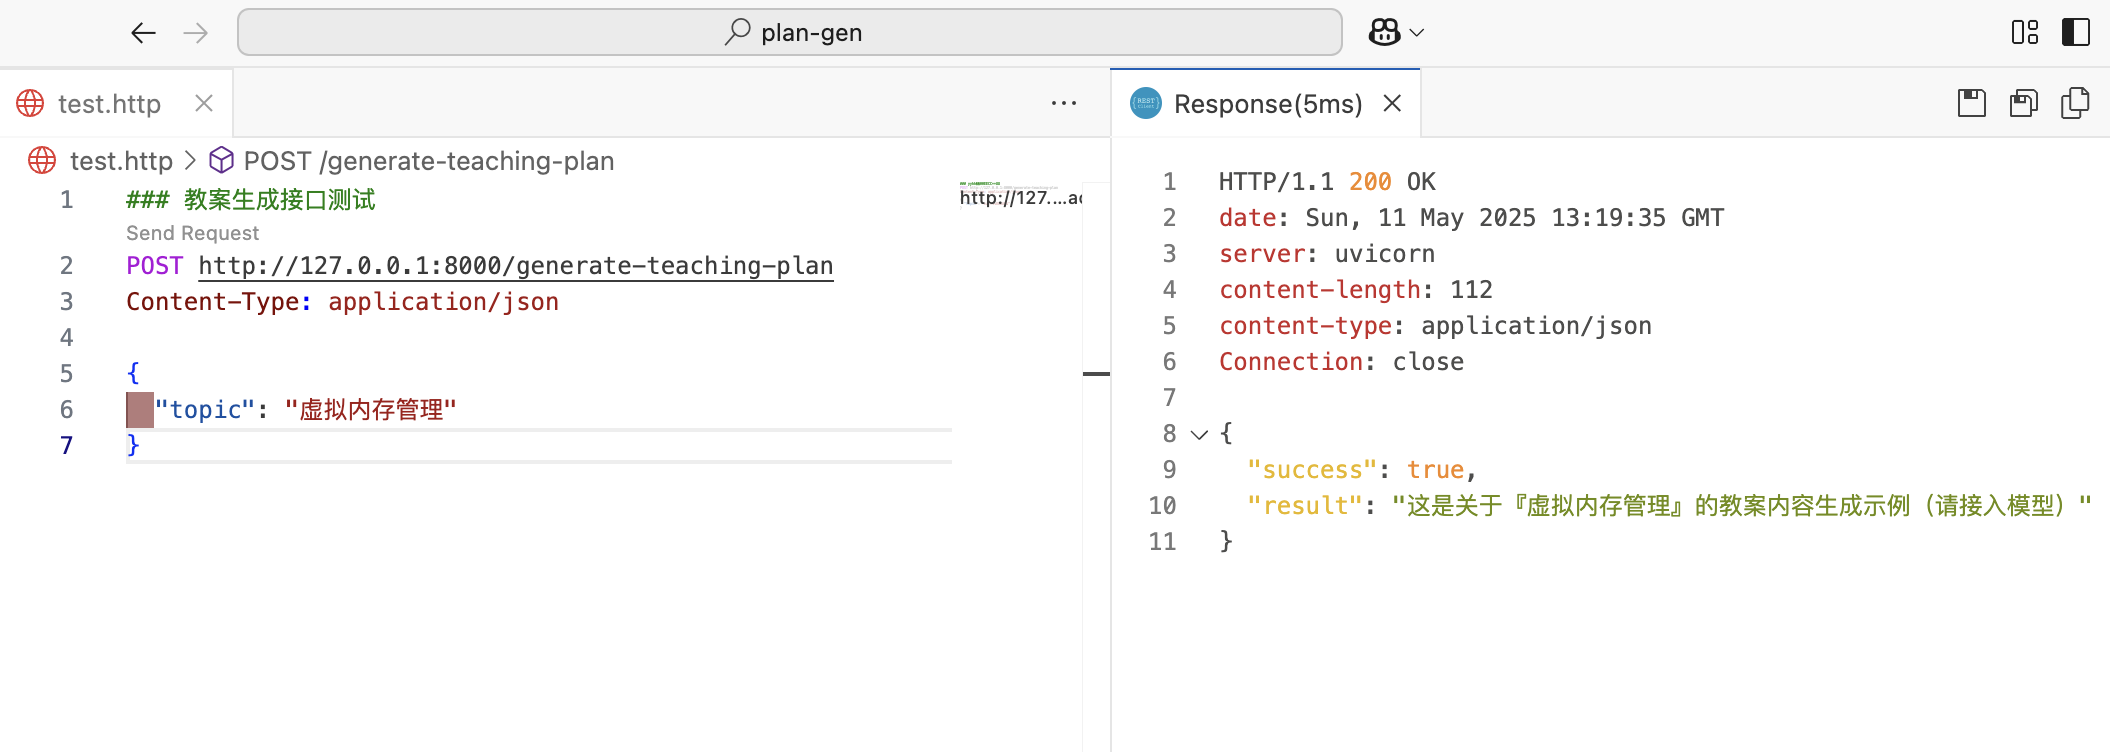 plan-gen
test.http
Response(5ms)
test.http > POST /generate-teaching-plan
1 ### 教案生成接口测试
Send Request
2 POST http://127.0.0.1:8000/generate-teaching-plan
3 Content-Type: application/json
4
5 {
6 "topic": "虚拟内存管理"
7 }
http://127....ac
1 HTTP/1.1 200 OK
2 date: Sun, 11 May 2025 13:19:35 GMT
3 server: uvicorn
4 content-length: 112
5 content-type: application/json
6 Connection: close
7
8 {
9 "success": true,
10 "result": "这是关于『虚拟内存管理』的教案内容生成示例（请接入模型）"
11 }